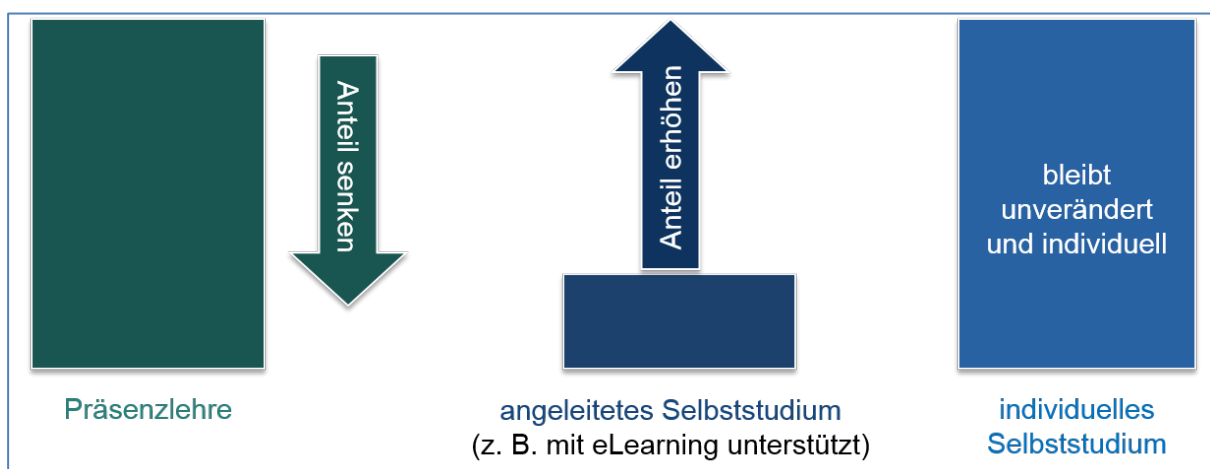 Anteil senken
Anteil erhöhen
bleibt
unverändert
und individuell
Präsenzlehre
angeleitetes Selbststudium
(z. B. mit eLearning unterstützt)
individuelles
Selbststudium